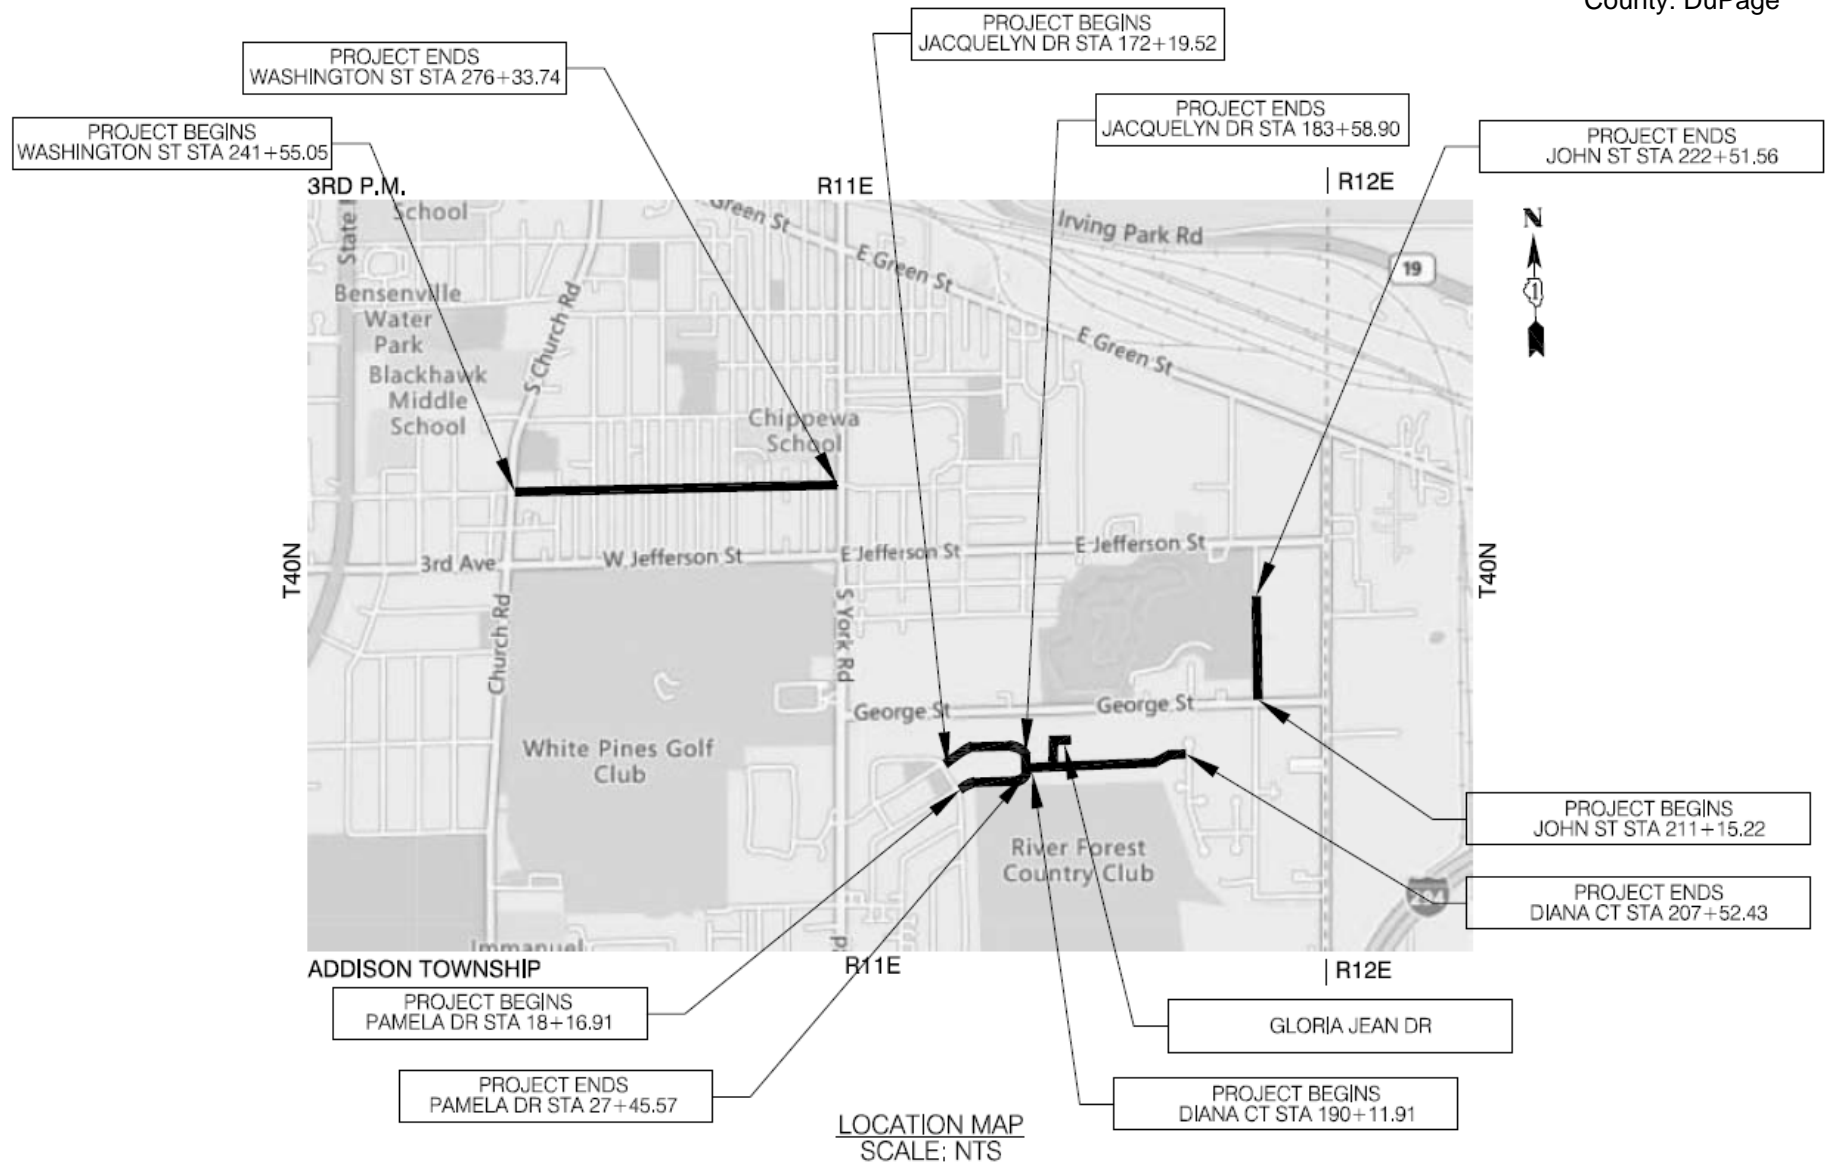 County: DuPage
PROJECT BEGINS
JACQUELYN DR STA 172+19.52
PROJECT ENDS
WASHINGTON ST STA 276+33.74
PROJECT ENDS
JACQUELYN DR STA 183+58.90
PROJECT BEGINS
WASHINGTON ST STA 241+55.05
PROJECT ENDS
JOHN ST STA 222+51.56
3RD P.M.
R11E
R12E
N
1
School
State
Green St
Irving Park Rd
E Green St
19
Bensenville
Water
Park
S Church Rd
E Green St
Blackhawk
Middle
School
Chippewa
School
T40N
3rd Ave
W Jefferson St
E Jefferson St
E Jefferson St
T40N
Church Rd
S York Rd
George St
George St
White Pines Golf
Club
River Forest
Country Club
PROJECT BEGINS
JOHN ST STA 211+15.22
PROJECT ENDS
DIANA CT STA 207+52.43
Immanuel
ADDISON TOWNSHIP
R11E
R12E
PROJECT BEGINS
PAMELA DR STA 18+16.91
GLORIA JEAN DR
PROJECT ENDS
PAMELA DR STA 27+45.57
PROJECT BEGINS
DIANA CT STA 190+11.91
LOCATION MAP
SCALE: NTS